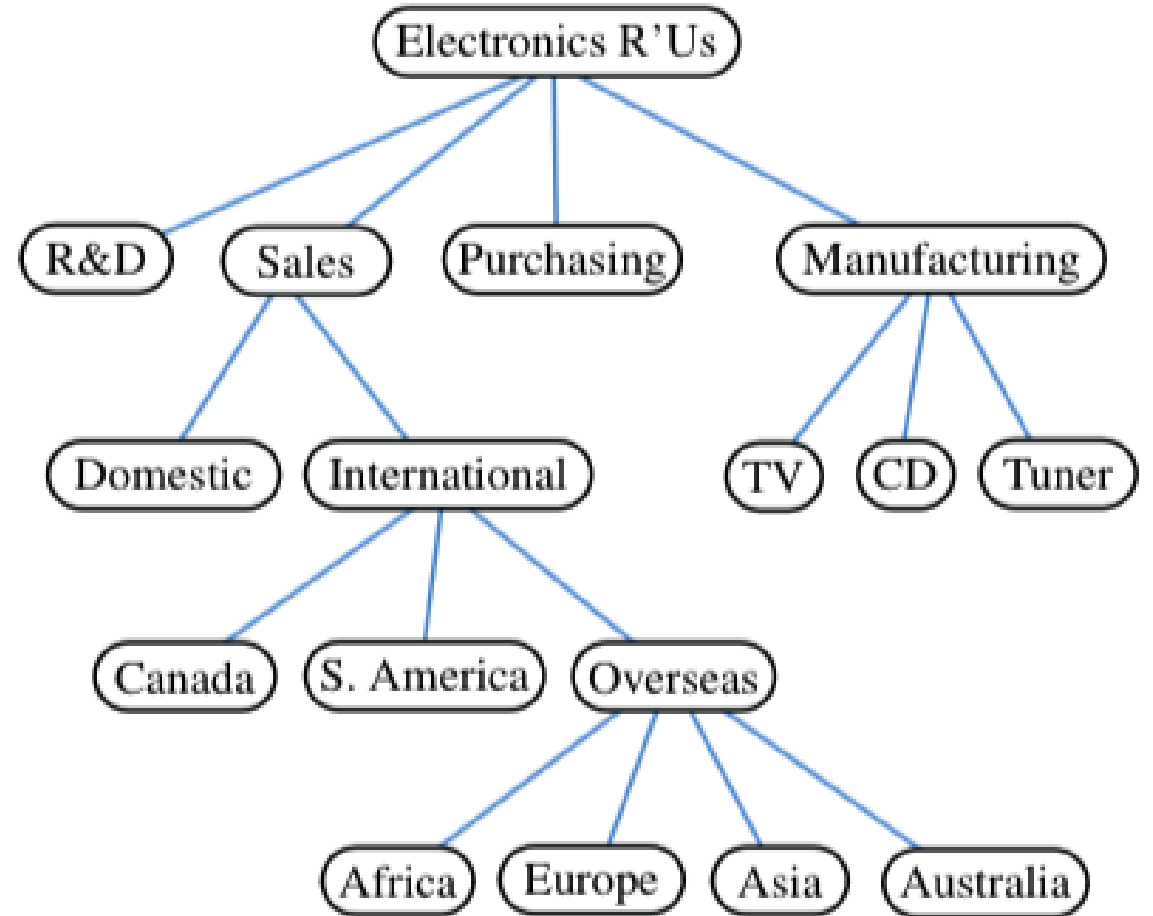 Electronics R'Us
R&D
Sales
Purchasing
Manufacturing
Domestic
International
TV
CD
Tuner
Canada
S. America
Overseas
Africa
Europe
Asia
Australia